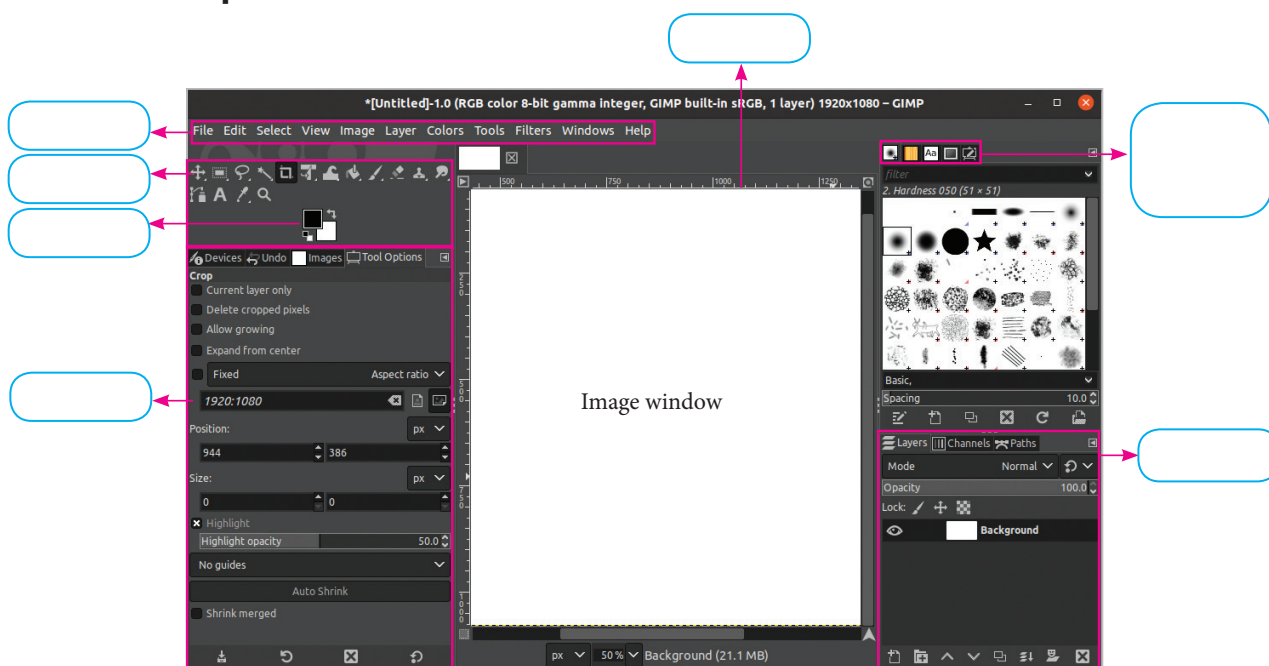 *[Untitled]-1.0 (RGB color 8-bit gamma integer, GIMP built-in sRGB, 1 layer) 1920x1080 – GIMP
File Edit Select View Image Layer Colors Tools Filters Windows Help
Aa
A
500 750 1000 1250
filter
2. Hardness 050 (51 × 51)
Devices Undo Images Tool Options
Crop
Current layer only
Delete cropped pixels
Allow growing
Expand from center
Fixed Aspect ratio
1920:1080
Position: px
944 386
Size: px
0 0
Highlight
Highlight opacity 50.0
No guides
Auto Shrink
Shrink merged
250
500
750
1000
Image window
px 50 % Background (21.1 MB)
Basic,
Spacing 10.0
Layers Channels Paths
Mode Normal
Opacity 100.0
Lock:
Background